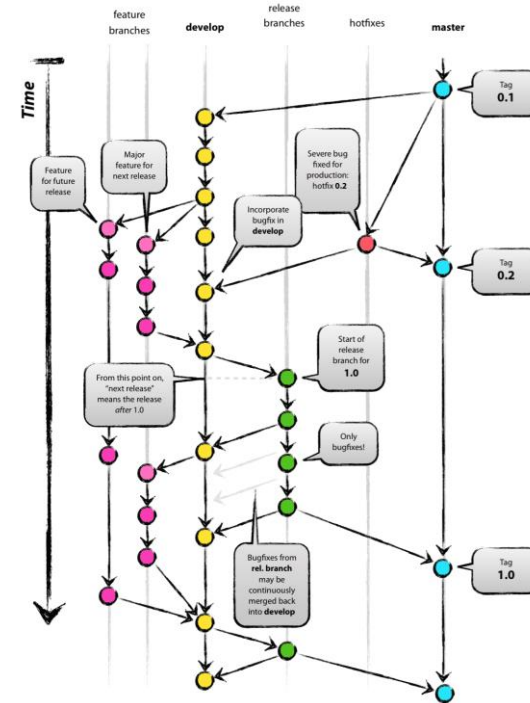 feature
branches
develop
release
branches
hotfixes
master
Time
Tag
0.1
Major
feature for
next release
Severe bug
fixed for
production:
hotfix 0.2
Feature
for future
release
Incorporate
bugfix in
develop
Tag
0.2
Start of
release
branch for
1.0
From this point on,
"next release"
means the release
after 1.0
Only
bugfixes!
Bugfixes from
rel. branch
may be
continuously
merged back
into develop
Tag
1.0